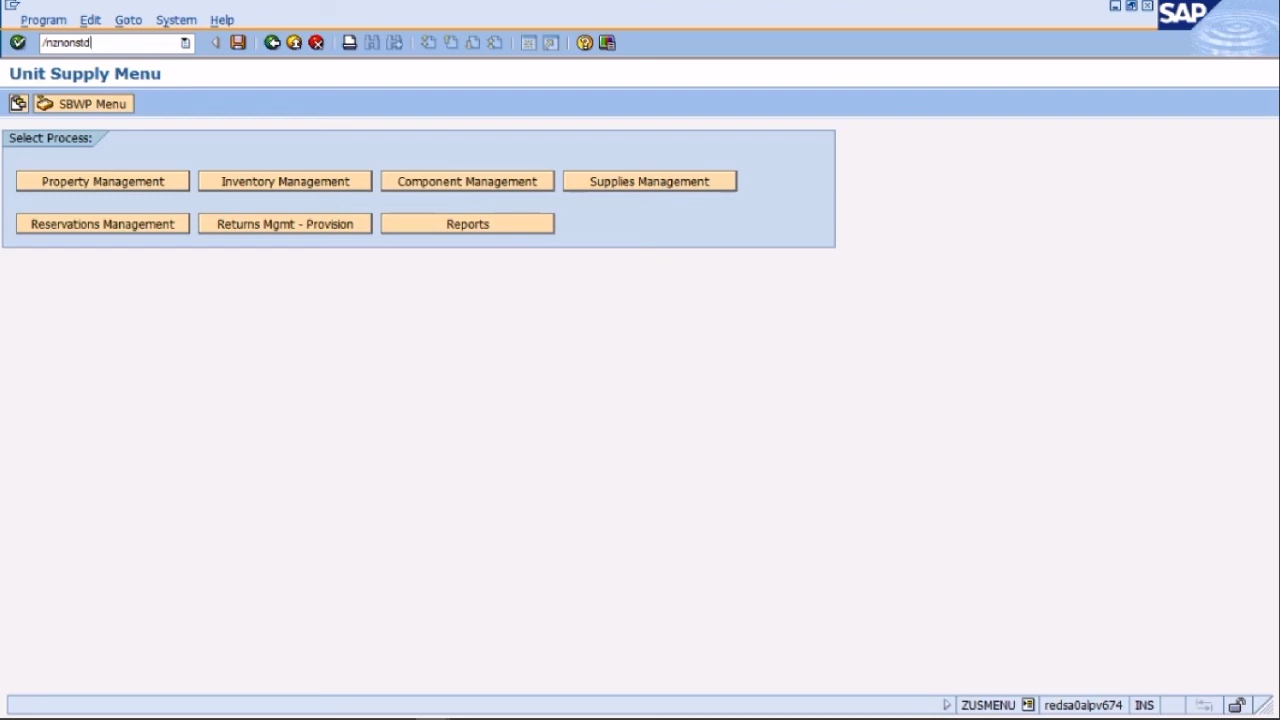 Program Edit Goto System Help
SAP
/nznonstd
Unit Supply Menu
SBWP Menu
Select Process:
Property Management Inventory Management Component Management Supplies Management
Reservations Management Returns Mgmt - Provision Reports
ZUSMENU redsa0alpv674 INS